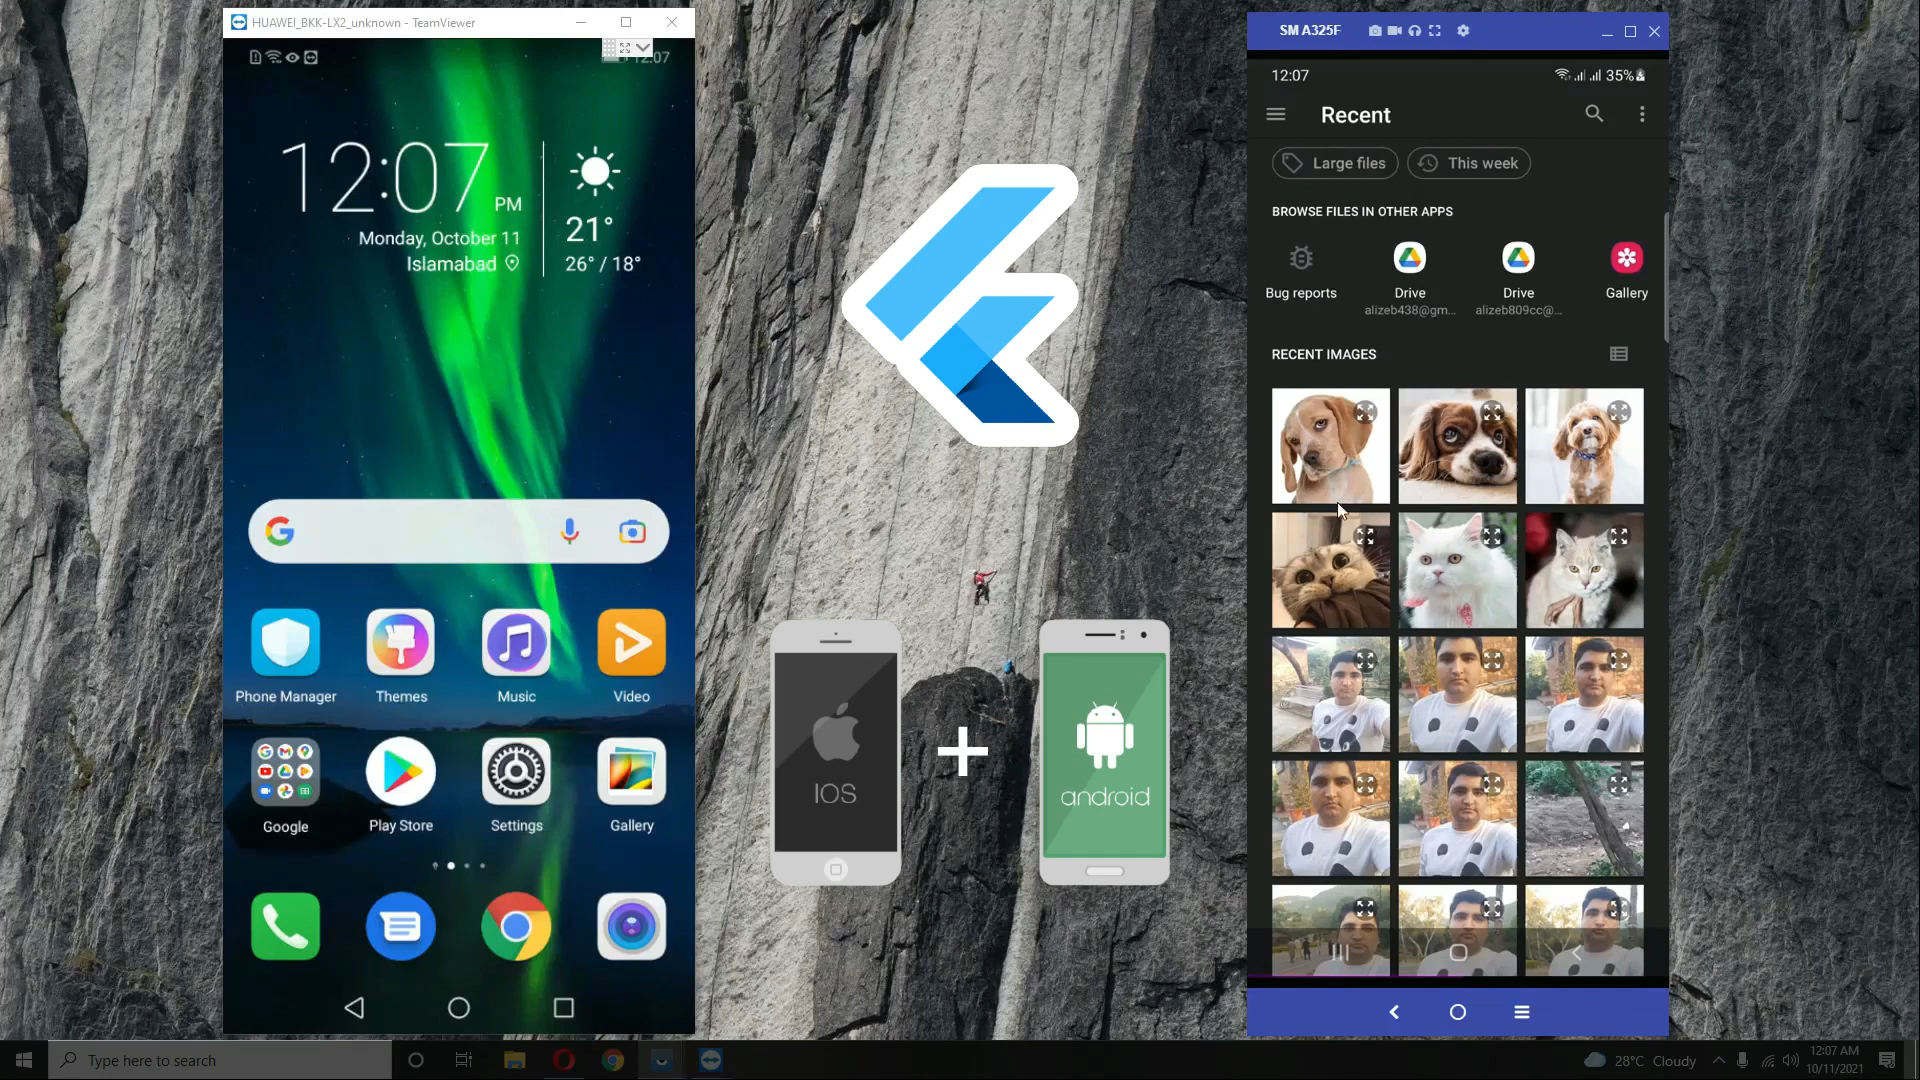 HUAWEI_BKK-LX2_unknown - TeamViewer
12:07
12:07 PM
Monday, October 11
Islamabad
21°
26° / 18°
Phone Manager
Themes
Music
Video
Google
Play Store
Settings
Gallery
IOS
+
android
SM A325F
12:07
35%
Recent
Large files
This week
BROWSE FILES IN OTHER APPS
Bug reports
Drive
alizeb438@gm...
Drive
alizeb809cc@...
Gallery
RECENT IMAGES
Type here to search
28°C Cloudy
12:07 AM
10/11/2021